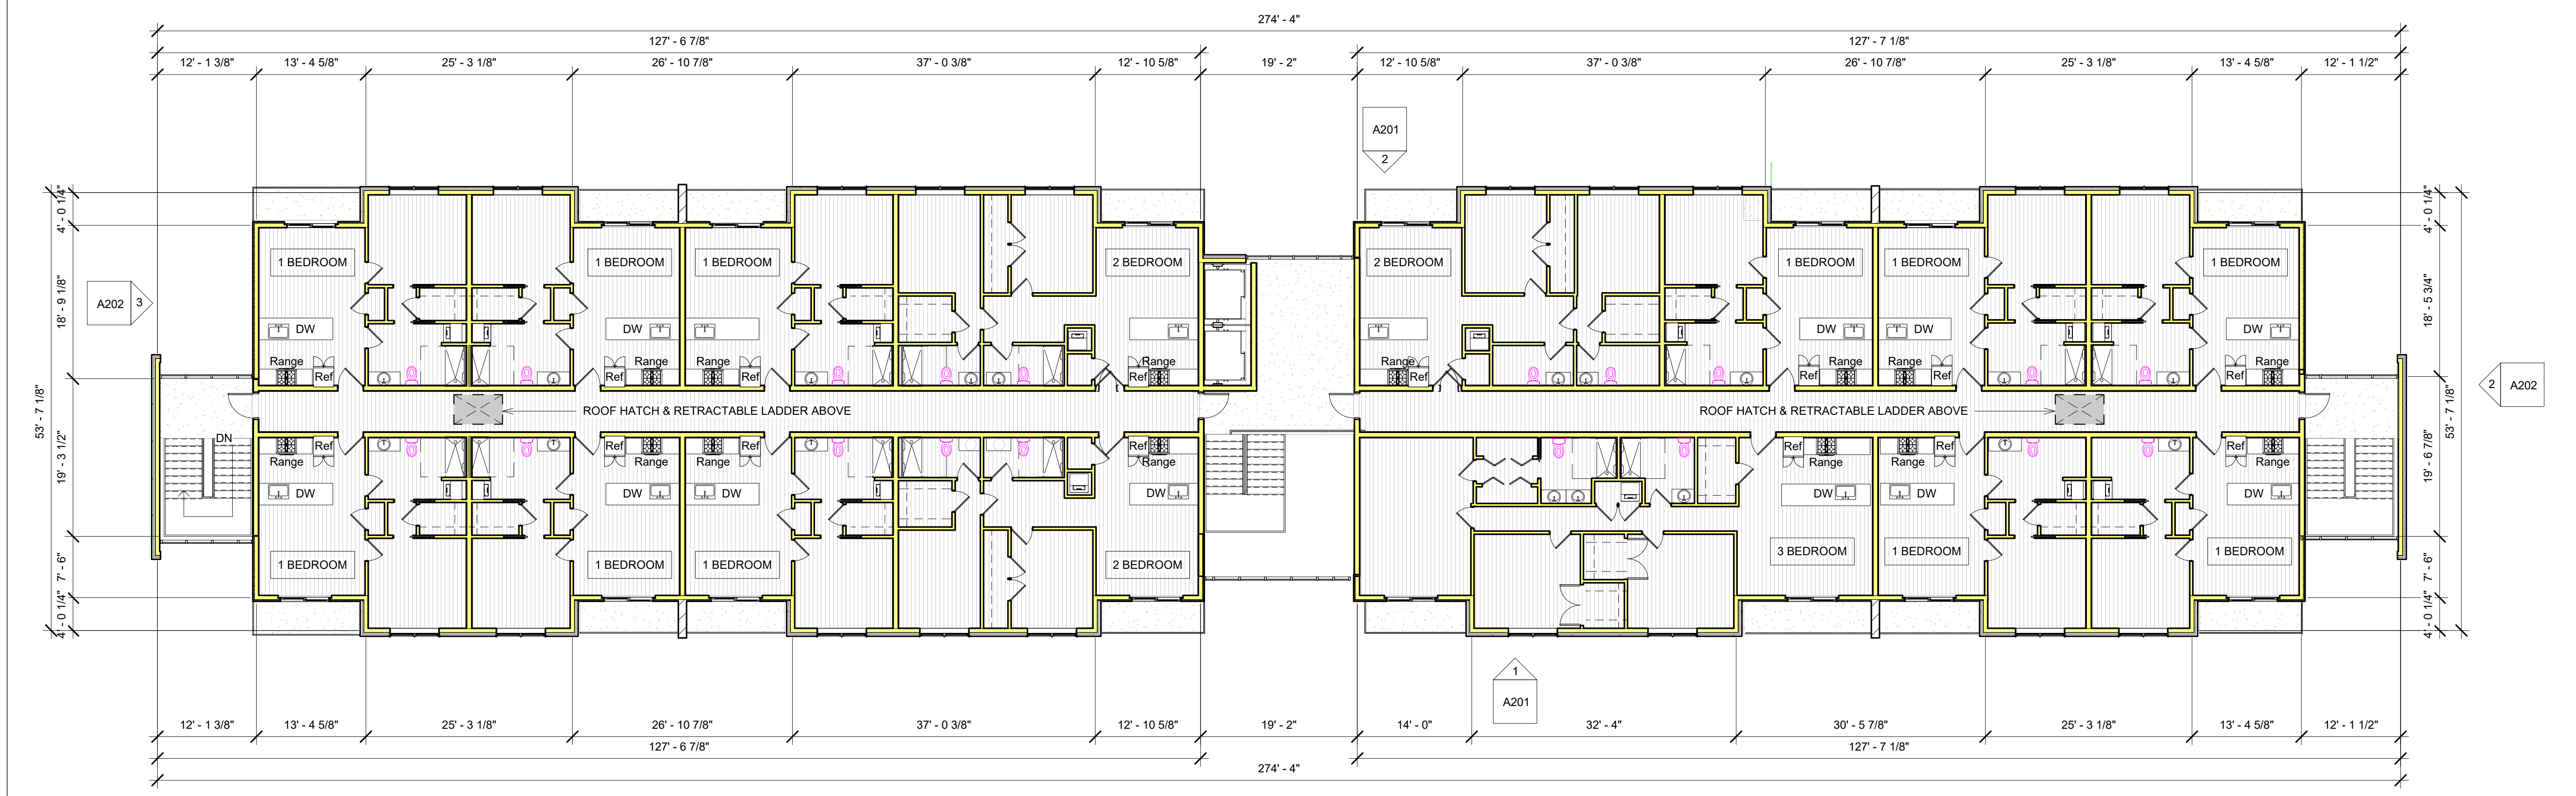 274' - 4"
127' - 6 7/8"
127' - 7 1/8"
12' - 1 3/8"
13' - 4 5/8"
25' - 3 1/8"
26' - 10 7/8"
37' - 0 3/8"
12' - 10 5/8"
19' - 2"
12' - 10 5/8"
37' - 0 3/8"
26' - 10 7/8"
25' - 3 1/8"
13' - 4 5/8"
12' - 1 1/2"
A201
2
4' - 0 1/4"
4' - 0 1/4"
1 BEDROOM
1 BEDROOM
1 BEDROOM
2 BEDROOM
2 BEDROOM
1 BEDROOM
1 BEDROOM
1 BEDROOM
A202
3
18' - 9 1/8"
18' - 5 3/4"
DW
DW
DW
DW
DW
Range
Range
Range
Range
Range
Range
Range
Range
Ref
Ref
Ref
Ref
Ref
Ref
Ref
Ref
2
A202
53' - 7 1/8"
53' - 7 1/8"
ROOF HATCH & RETRACTABLE LADDER ABOVE
ROOF HATCH & RETRACTABLE LADDER ABOVE
DN
Ref
Ref
Ref
Ref
Ref
Ref
Ref
Range
Range
Range
Range
Range
Range
Range
19' - 3 1/2"
19' - 6 7/8"
DW
DW
DW
DW
DW
DW
DW
1 BEDROOM
1 BEDROOM
1 BEDROOM
2 BEDROOM
3 BEDROOM
1 BEDROOM
1 BEDROOM
7' - 6"
7' - 6"
4' - 0 1/4"
4' - 0 1/4"
1
A201
12' - 1 3/8"
13' - 4 5/8"
25' - 3 1/8"
26' - 10 7/8"
37' - 0 3/8"
12' - 10 5/8"
19' - 2"
14' - 0"
32' - 4"
30' - 5 7/8"
25' - 3 1/8"
13' - 4 5/8"
12' - 1 1/2"
127' - 6 7/8"
127' - 7 1/8"
274' - 4"